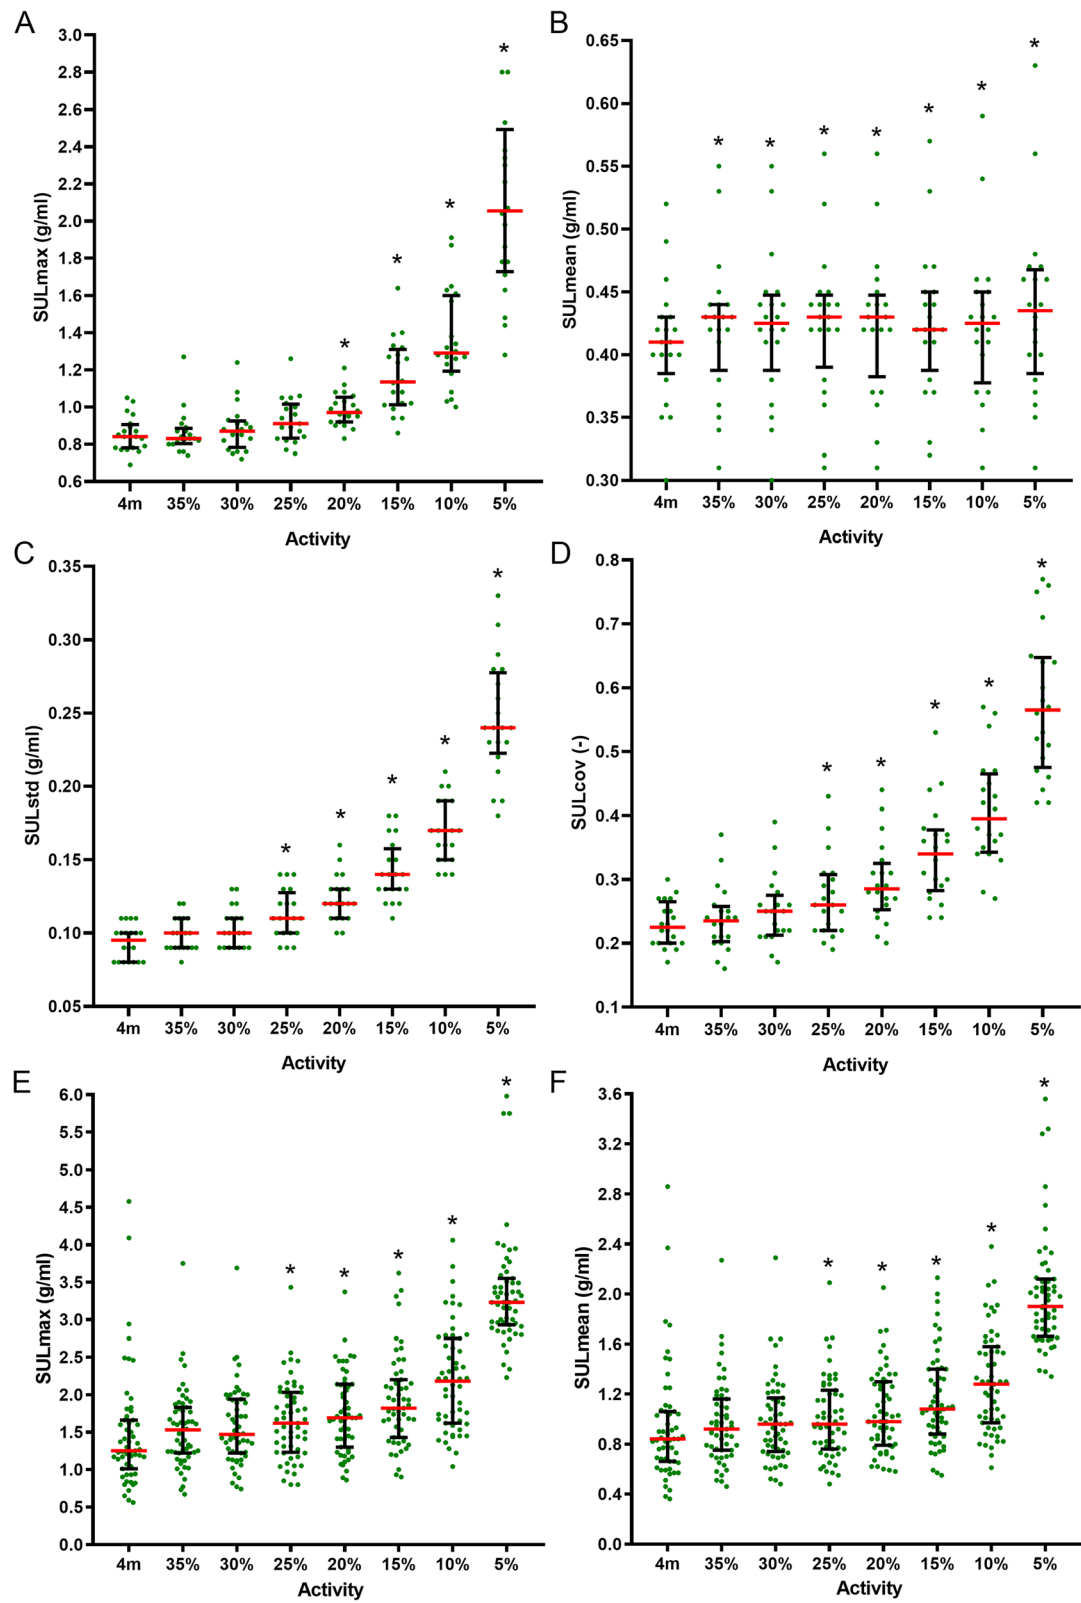 A
SULmax (g/ml)
3.0
2.8
2.6
2.4
2.2
2.0
1.8
1.6
1.4
1.2
1.0
0.8
0.6
* * * *
4m 35% 30% 25% 20% 15% 10% 5%
Activity
B
SULmean (g/ml)
0.65
0.60
0.55
0.50
0.45
0.40
0.35
0.30
* * * * * * *
4m 35% 30% 25% 20% 15% 10% 5%
Activity
C
SULstd (g/ml)
0.35
0.30
0.25
0.20
0.15
0.10
0.05
* * * * *
4m 35% 30% 25% 20% 15% 10% 5%
Activity
D
SULcov (-)
0.8
0.7
0.6
0.5
0.4
0.3
0.2
0.1
* * * * *
4m 35% 30% 25% 20% 15% 10% 5%
Activity
E
SULmax (g/ml)
6.0
5.5
5.0
4.5
4.0
3.5
3.0
2.5
2.0
1.5
1.0
0.5
0.0
* * * * *
4m 35% 30% 25% 20% 15% 10% 5%
Activity
F
SULmean (g/ml)
3.6
3.2
2.8
2.4
2.0
1.6
1.2
0.8
0.4
0.0
* * * * *
4m 35% 30% 25% 20% 15% 10% 5%
Activity